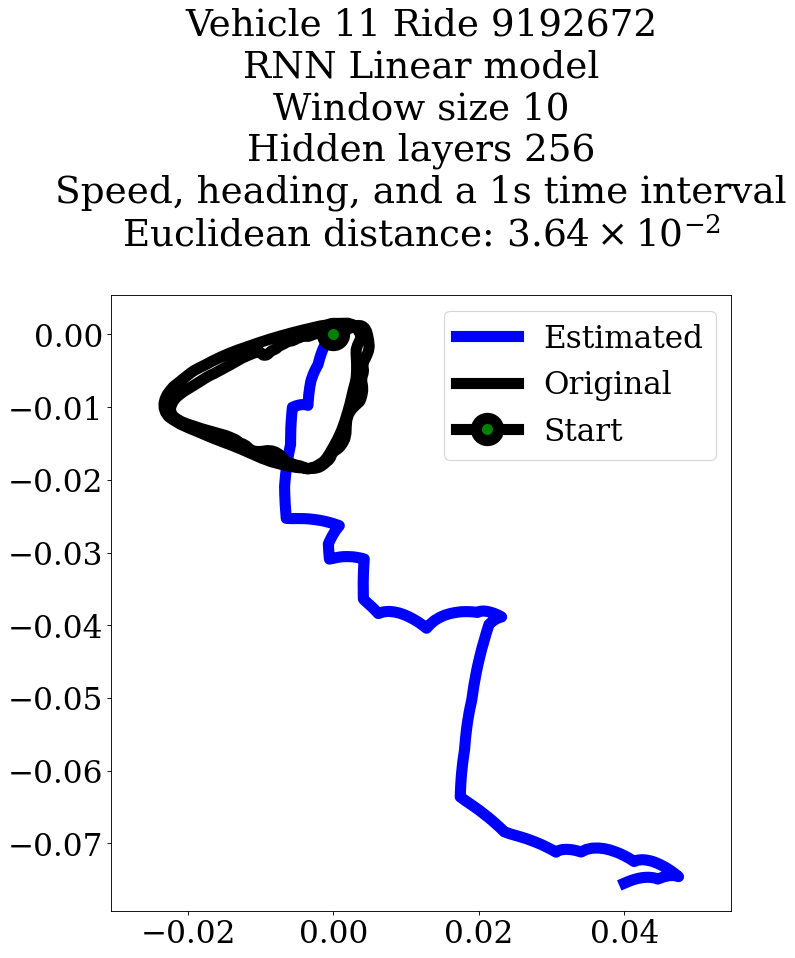 Vehicle 11 Ride 9192672
RNN Linear model
Window size 10
Hidden layers 256
Speed, heading, and a 1s time interval
Euclidean distance: 3.64 × 10⁻²
Estimated
Original
Start
0.00
−0.01
−0.02
−0.03
−0.04
−0.05
−0.06
−0.07
−0.02 0.00 0.02 0.04